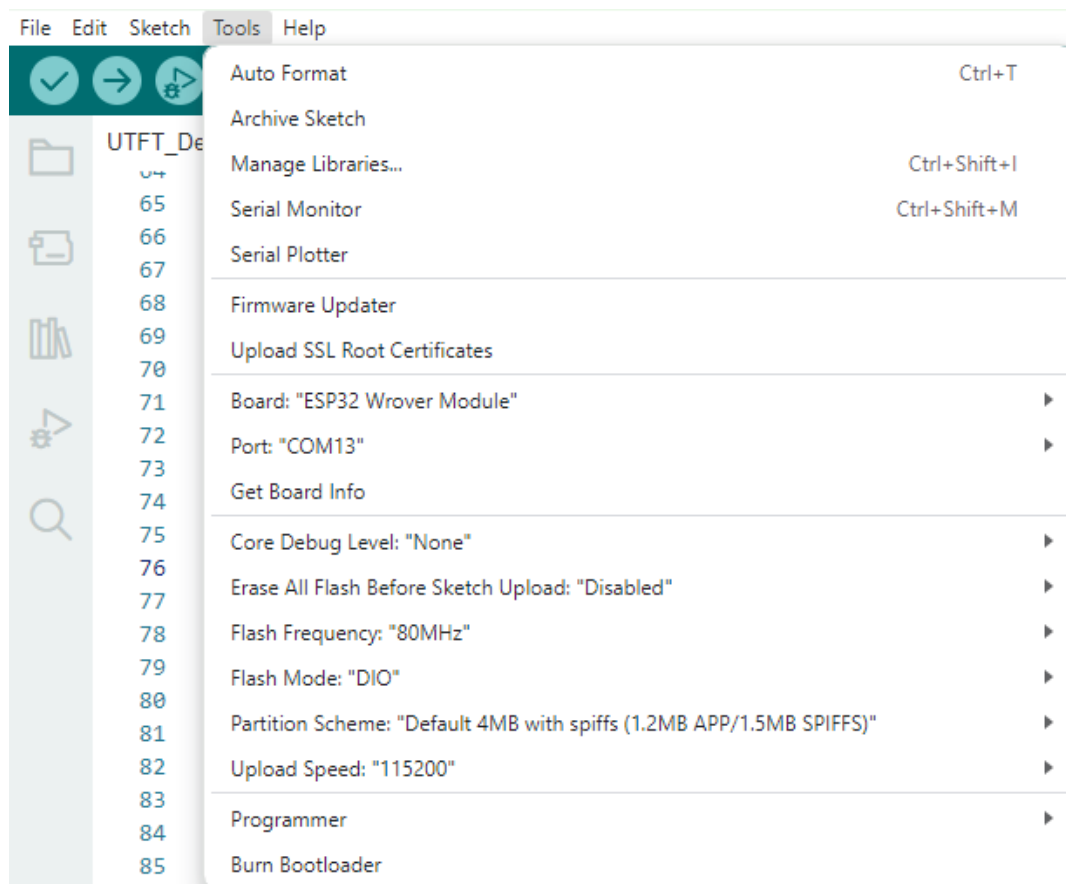 File Edit Sketch Tools Help
Auto Format Ctrl+T
Archive Sketch
UTFT_De
Manage Libraries... Ctrl+Shift+I
64
65
Serial Monitor Ctrl+Shift+M
66
Serial Plotter
67
68
Firmware Updater
69
Upload SSL Root Certificates
70
71
Board: "ESP32 Wrover Module"
72
Port: "COM13"
73
74
Get Board Info
75
Core Debug Level: "None"
76
Erase All Flash Before Sketch Upload: "Disabled"
77
78
Flash Frequency: "80MHz"
79
Flash Mode: "DIO"
80
Partition Scheme: "Default 4MB with spiffs (1.2MB APP/1.5MB SPIFFS)"
81
82
Upload Speed: "115200"
83
Programmer
84
85
Burn Bootloader